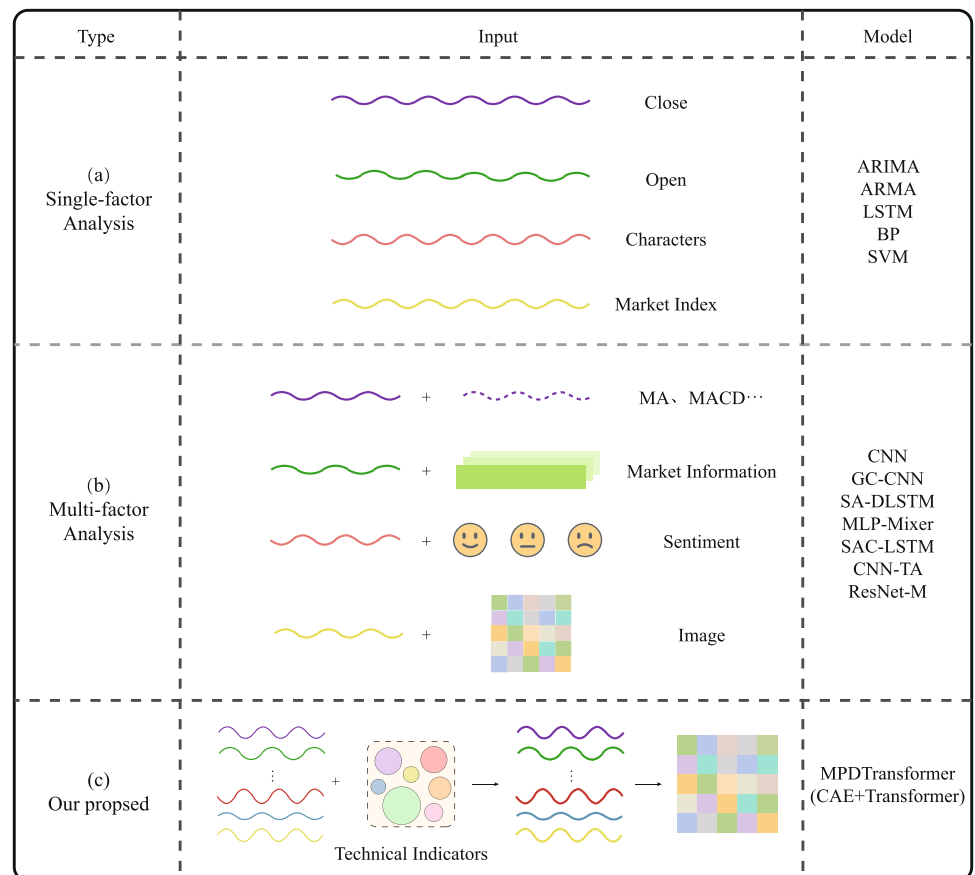 Type
Input
Model
(a)
Single-factor
Analysis
Close
Open
Characters
Market Index
ARIMA
ARMA
LSTM
BP
SVM
(b)
Multi-factor
Analysis
+
MA、MACD⋯
+
Market Information
+
Sentiment
+
Image
CNN
GC-CNN
SA-DLSTM
MLP-Mixer
SAC-LSTM
CNN-TA
ResNet-M
(c)
Our propsed
⋮
+
⋮
Technical Indicators
MPDTransformer
(CAE+Transformer)